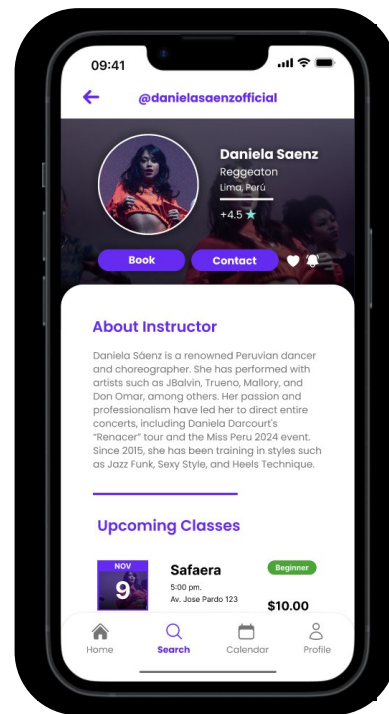 09:41
@danielasaenzofficial
Daniela Saenz
Reggeaton
Lima, Perú
+4.5
Book
Contact
About Instructor
Daniela Sáenz is a renowned Peruvian dancer
and choreographer. She has performed with
artists such as JBalvin, Trueno, Mallory, and
Don Omar, among others. Her passion and
professionalism have led her to direct entire
concerts, including Daniela Darcourt's
"Renacer" tour and the Miss Peru 2024 event.
Since 2015, she has been training in styles such
as Jazz Funk, Sexy Style, and Heels Technique.
Upcoming Classes
NOV
9
Safaera
Beginner
5:00 pm.
Av. Jose Pardo 123
$10.00
Home
Search
Calendar
Profile